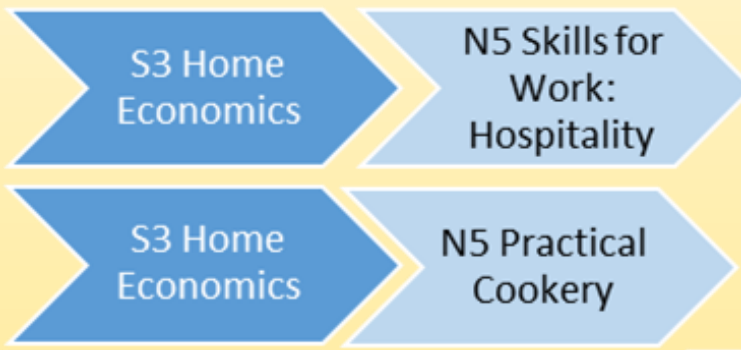 S3 Home
Economics
N5 Skills for
Work:
Hospitality
S3 Home
Economics
N5 Practical
Cookery